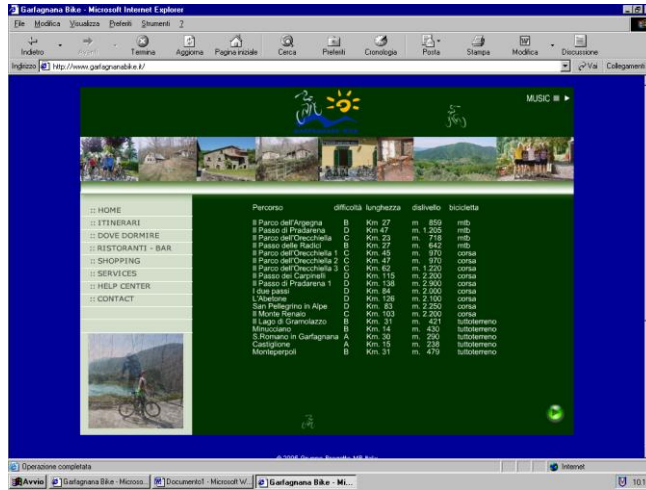 Garfagnana Bike - Microsoft Internet Explorer
File Modifica Visualizza Preferiti Strumenti ?
Indietro Avanti Termina Aggiorna Pagina iniziale Cerca Preferiti Cronologia Posta Stampa Modifica Discussione
Indirizzo http://www.garfagnanabike.it/ Vai Collegamenti
MUSIC
GARFAGNANA BIKE
:: HOME
:: ITINERARI
:: DOVE DORMIRE
:: RISTORANTI - BAR
:: SHOPPING
:: SERVICES
:: HELP CENTER
:: CONTACT
Percorso difficoltà lunghezza dislivello bicicletta
Il Parco dell'Argegna B Km 27 m 859 mtb
Il Passo di Pradarena D Km 47 m. 1.205 mtb
Il Parco dell'Orecchiella C Km. 23 m. 718 mtb
Il Passo delle Radici B Km. 27 m. 642 mtb
Il Parco dell'Orecchiella 1 C Km. 45 m. 970 corsa
Il Parco dell'Orecchiella 2 C Km. 47 m. 970 corsa
Il Parco dell'Orecchiella 3 C Km. 62 m. 1.220 corsa
Il Passo dei Carpinelli D Km. 115 m. 2.200 corsa
Il Passo di Pradarena 1 D Km. 138 m. 2.900 corsa
I due passi D Km. 84 m. 2.000 corsa
L'Abetone D Km. 126 m. 2.100 corsa
San Pellegrino in Alpe D Km. 83 m. 2.250 corsa
Il Monte Renaio C Km. 103 m. 2.200 corsa
Il Lago di Gramolazzo B Km. 31 m. 421 tuttoterreno
Minucciano B Km. 14 m. 430 tuttoterreno
S.Romano in Garfagnana A Km. 30 m. 290 tuttoterreno
Castiglione A Km. 15 m. 238 tuttoterreno
Monteperpoli B Km. 31 m. 479 tuttoterreno
Operazione completata Internet
Avvio Garfagnana Bike - Microso... Documento1 - Microsoft W... Garfagnana Bike - Mi...